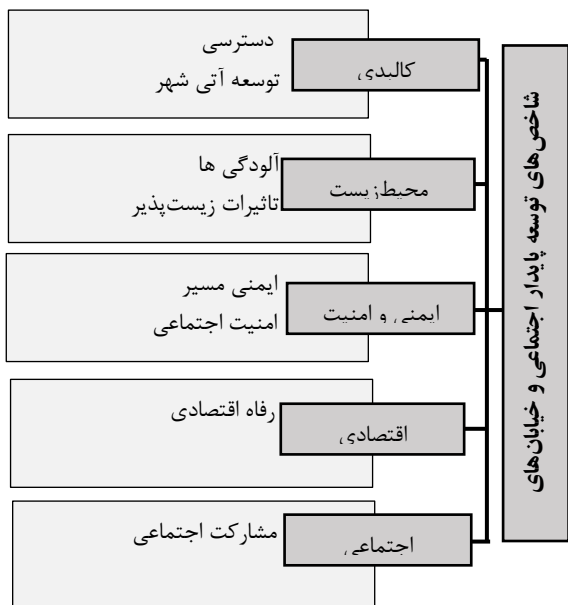 شاخص‌های توسعه پایدار اجتماعی و خیابان‌های
کالبدی
دسترسی
توسعه آتی شهر
محیط‌زیست
آلودگی ها
تاثیرات زیست‌پذیر
ایمنی و امنیت
ایمنی مسیر
امنیت اجتماعی
اقتصادی
رفاه اقتصادی
اجتماعی
مشارکت اجتماعی